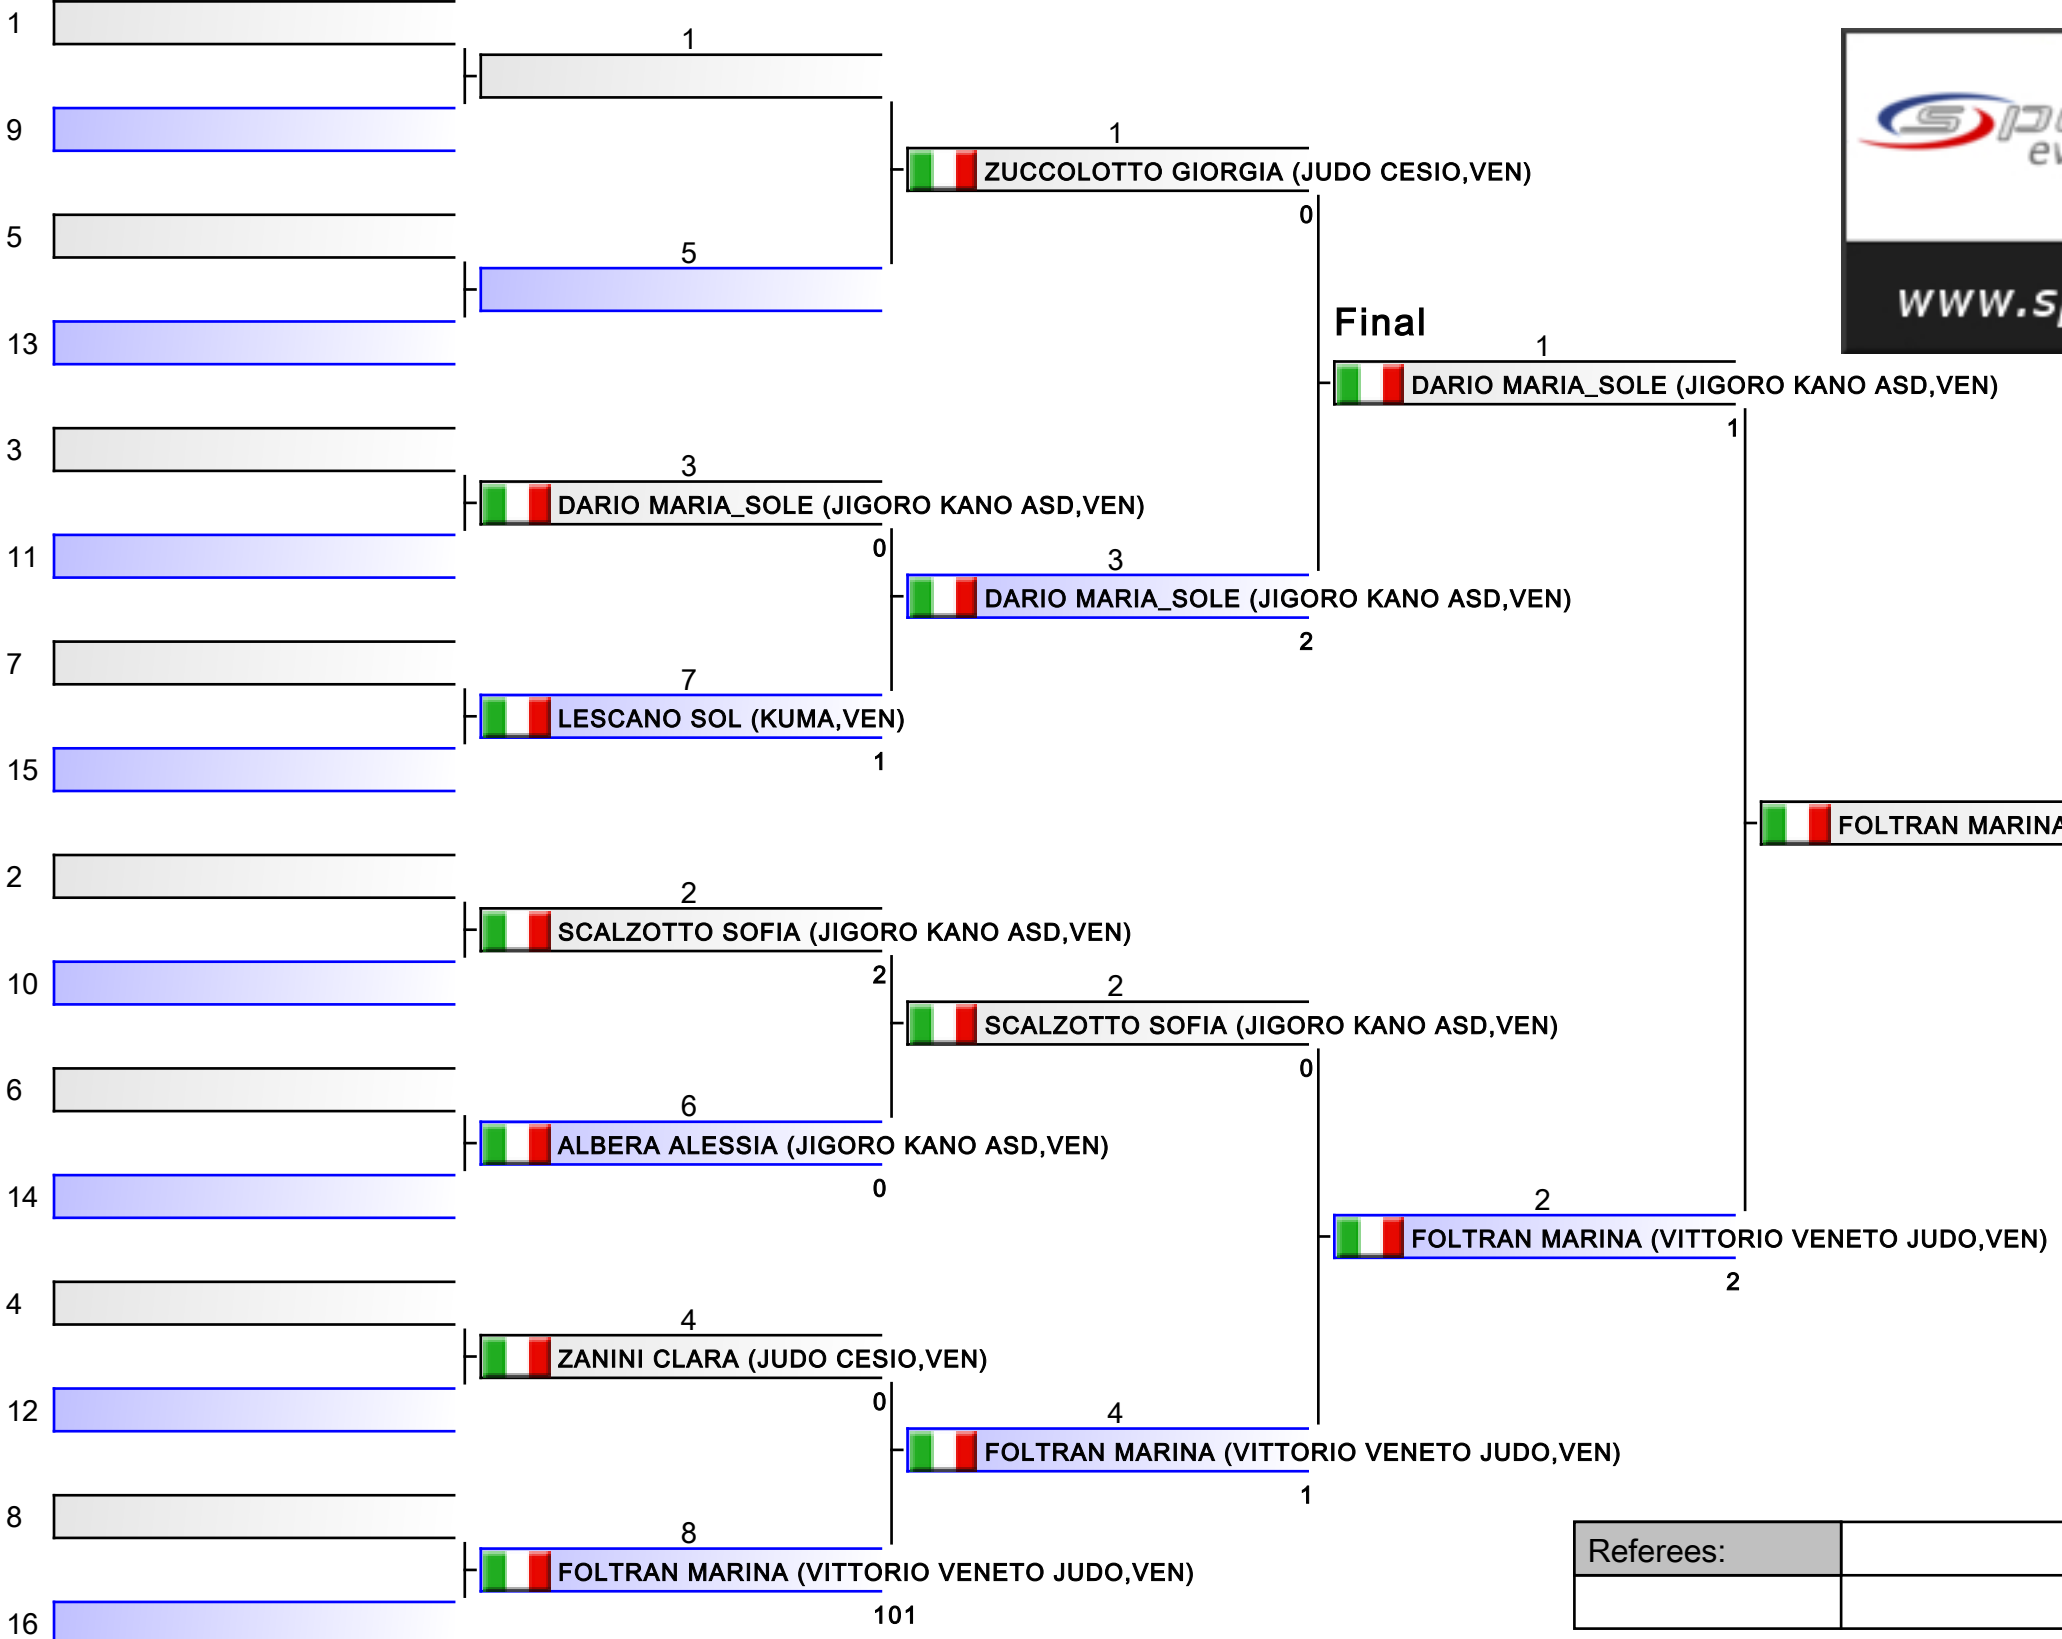 1
1
9
1
ZUCCOLOTTO GIORGIA (JUDO CESIO,VEN)
0
5
5
13
Final
1
DARIO MARIA_SOLE (JIGORO KANO ASD,VEN)
1
www.s
3
3
DARIO MARIA_SOLE (JIGORO KANO ASD,VEN)
0
11
3
DARIO MARIA_SOLE (JIGORO KANO ASD,VEN)
2
7
7
LESCANO SOL (KUMA,VEN)
1
15
FOLTRAN MARINA
2
2
SCALZOTTO SOFIA (JIGORO KANO ASD,VEN)
2
10
2
SCALZOTTO SOFIA (JIGORO KANO ASD,VEN)
0
6
6
ALBERA ALESSIA (JIGORO KANO ASD,VEN)
0
14
2
FOLTRAN MARINA (VITTORIO VENETO JUDO,VEN)
2
4
4
ZANINI CLARA (JUDO CESIO,VEN)
0
12
4
FOLTRAN MARINA (VITTORIO VENETO JUDO,VEN)
1
8
8
FOLTRAN MARINA (VITTORIO VENETO JUDO,VEN)
101
16
Referees: